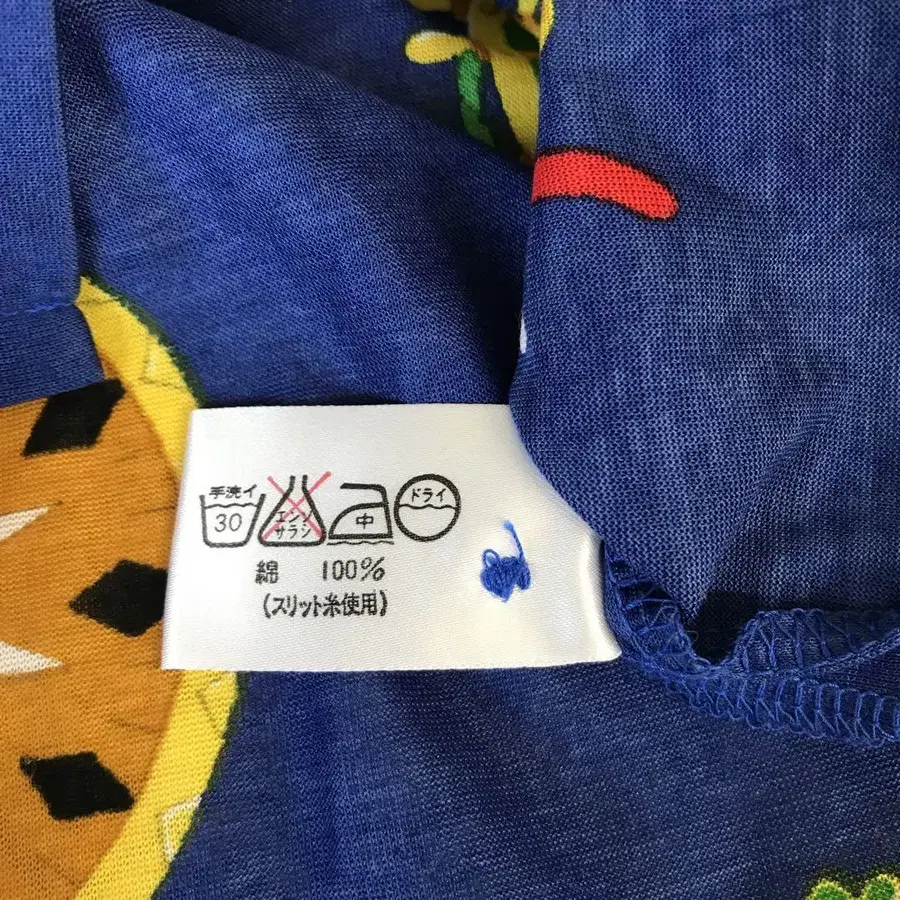 手洗イ
30
エンソ
サラシ
中
ドライ
綿 100%
(スリット糸使用)